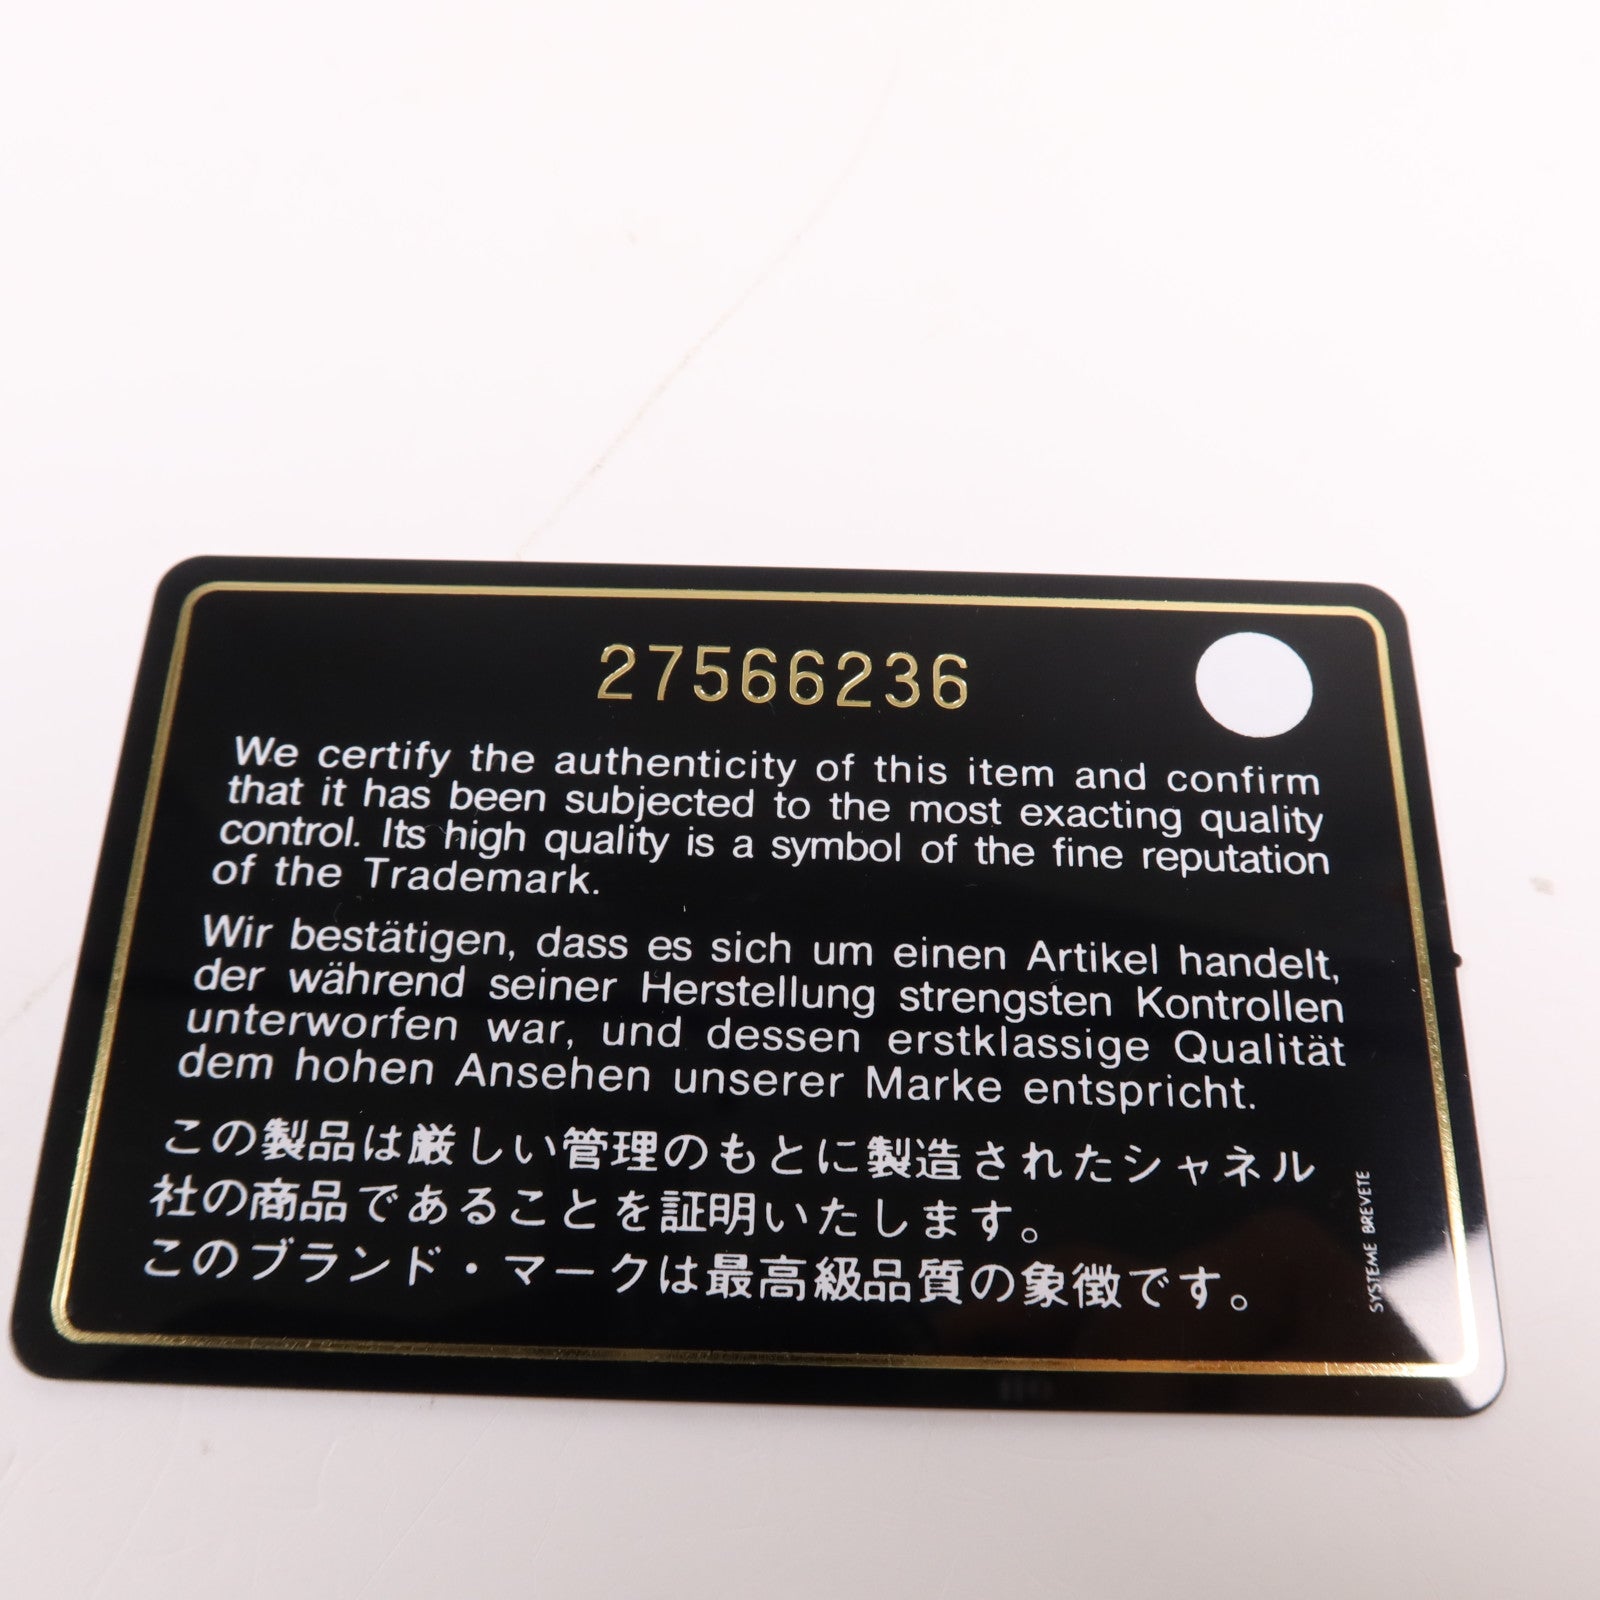 27566236
We certify the authenticity of this item and confirm
that it has been subjected to the most exacting quality
control. Its high quality is a symbol of the fine reputation
of the Trademark.
Wir bestätigen, dass es sich um einen Artikel handelt,
der während seiner Herstellung strengsten Kontrollen
unterworfen war, und dessen erstklassige Qualität
dem hohen Ansehen unserer Marke entspricht.
この製品は厳しい管理のもとに製造されたシャネル
社の商品であることを証明いたします。
このブランド・マークは最高級品質の象徴です。
SYSTEME BREVETE